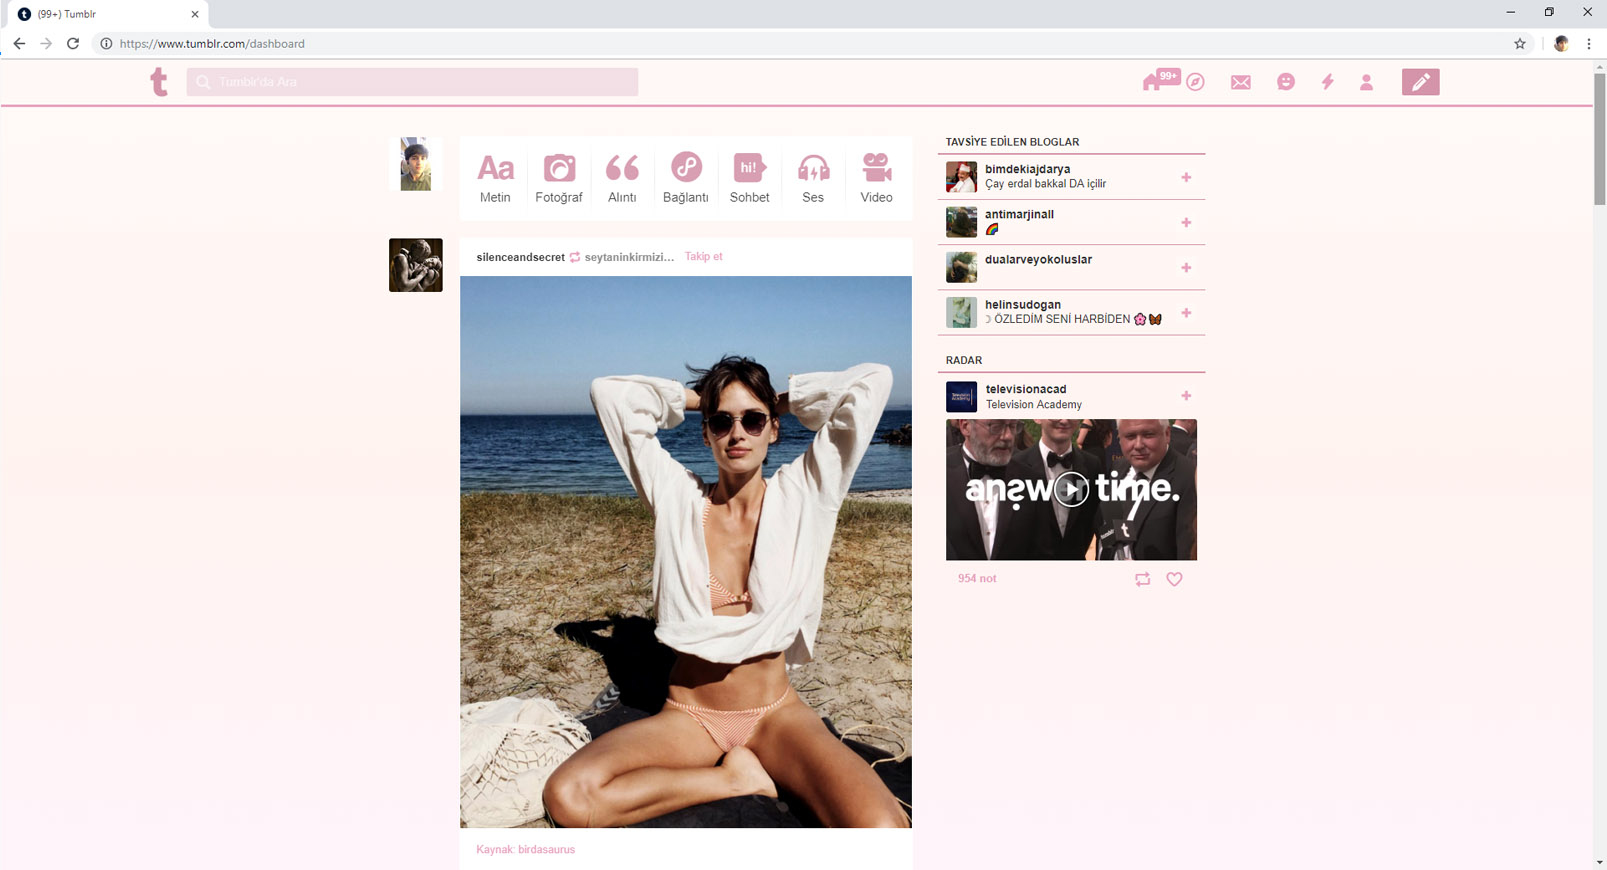 (99+) Tumblr
https://www.tumblr.com/dashboard
t
Tumblr'da Ara
99+
Aa
hi!
Metin
Fotoğraf
Alıntı
Bağlantı
Sohbet
Ses
Video
silenceandsecret seytaninkirmizi... Takip et
Kaynak: birdasaurus
TAVSİYE EDİLEN BLOGLAR
bimdekiajdarya
Çay erdal bakkal DA içilir
antimarjinall
🌈
dualarveyokoluslar
helinsudogan
☽ ÖZLEDİM SENİ HARBİDEN 🌸🦋
RADAR
televisionacad
Television Academy
Television
Academy
answer time.
t
954 not